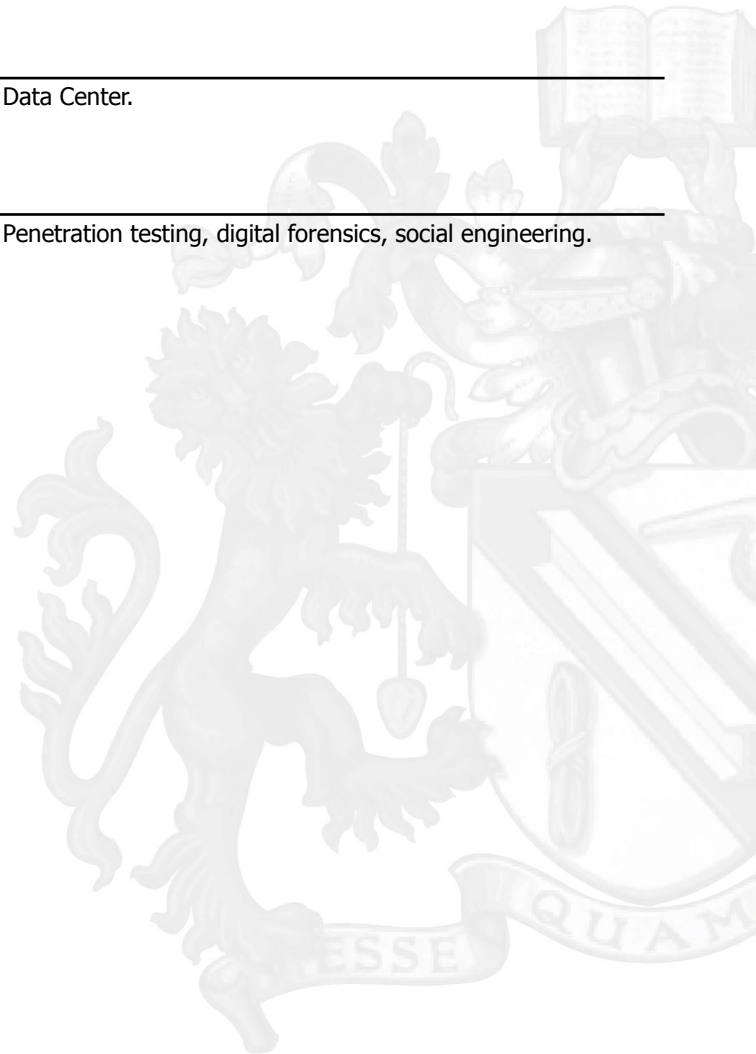 Data Center.
Penetration testing, digital forensics, social engineering.
ESSE
QUAM